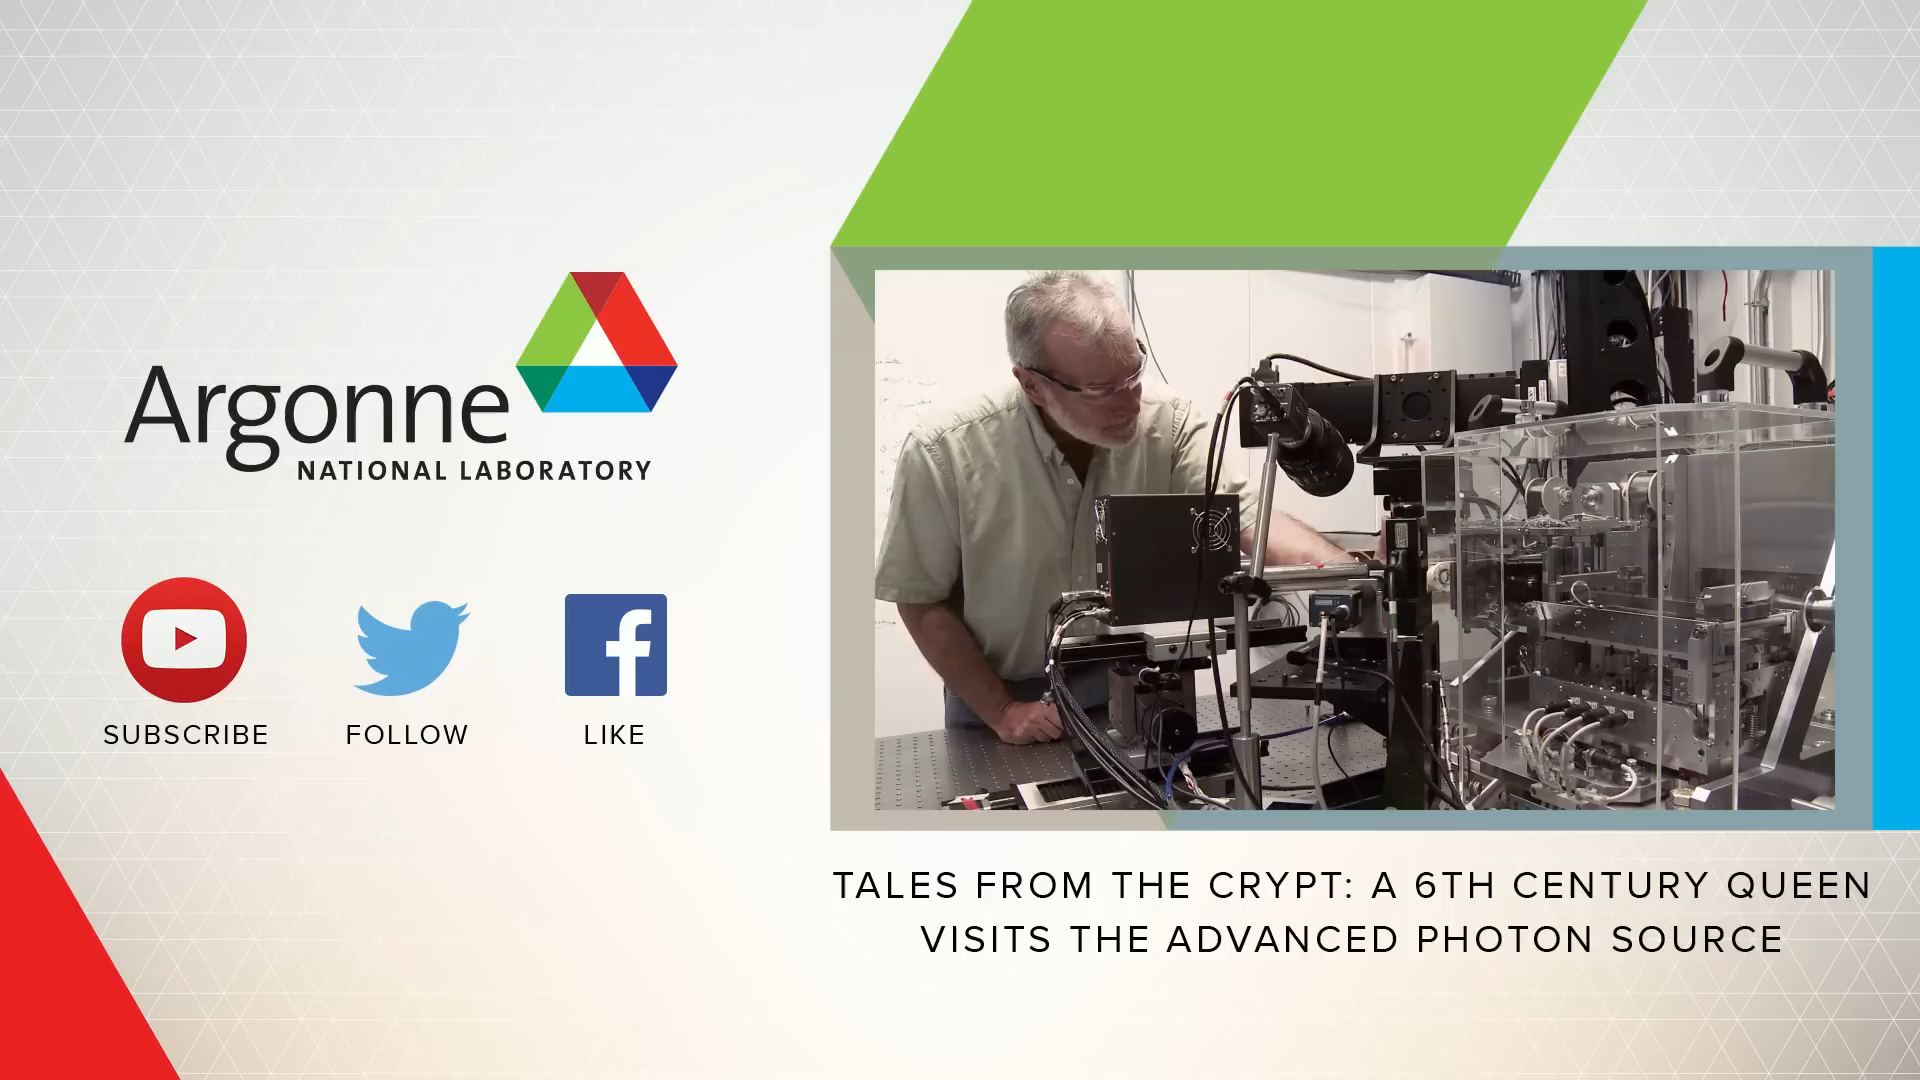 Argonne
NATIONAL LABORATORY
SUBSCRIBE
FOLLOW
LIKE
TALES FROM THE CRYPT: A 6TH CENTURY QUEEN
VISITS THE ADVANCED PHOTON SOURCE